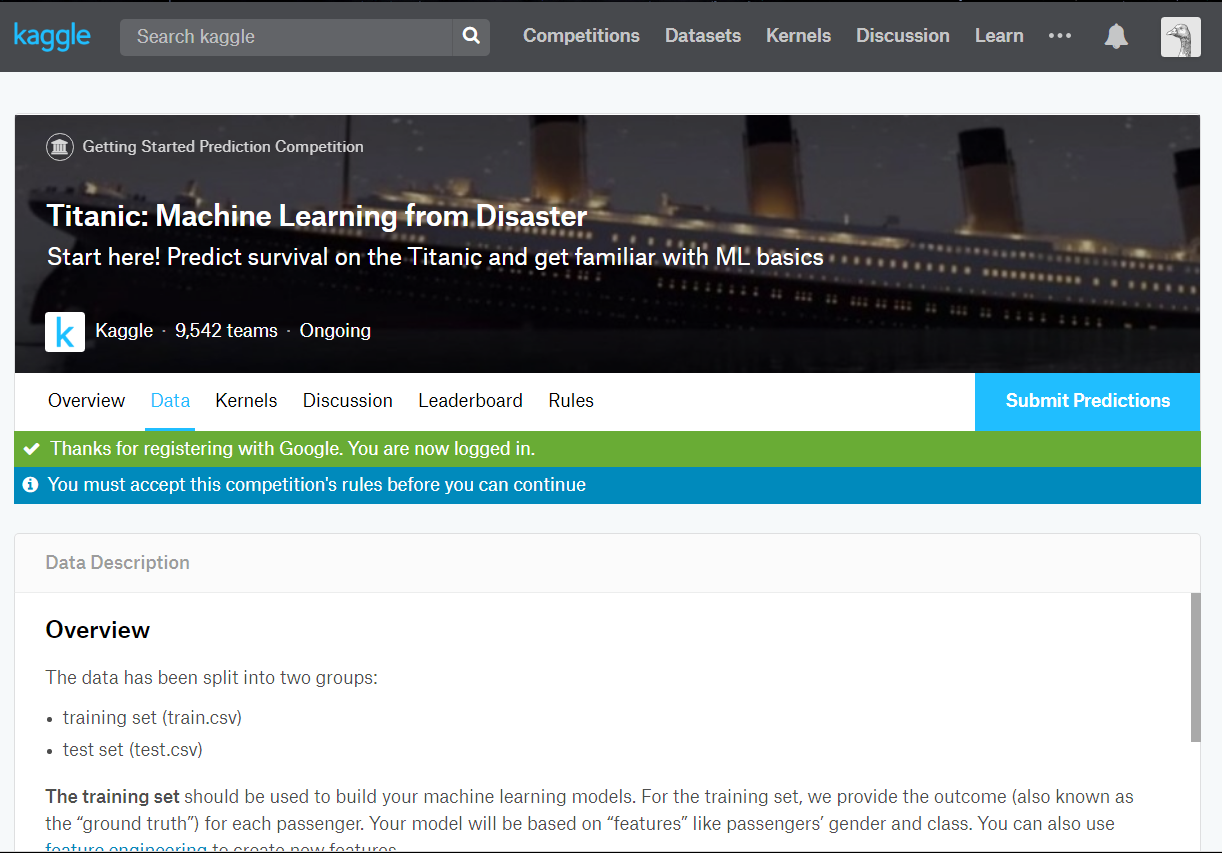 kaggle
Search kaggle
Competitions Datasets Kernels Discussion Learn
Getting Started Prediction Competition
Titanic: Machine Learning from Disaster
Start here! Predict survival on the Titanic and get familiar with ML basics
k
Kaggle · 9,542 teams · Ongoing
Overview Data Kernels Discussion Leaderboard Rules
Submit Predictions
Thanks for registering with Google. You are now logged in.
You must accept this competition's rules before you can continue
Data Description
Overview
The data has been split into two groups:
• training set (train.csv)
• test set (test.csv)
The training set should be used to build your machine learning models. For the training set, we provide the outcome (also known as
the “ground truth”) for each passenger. Your model will be based on “features” like passengers’ gender and class. You can also use
feature engineering to create new features.